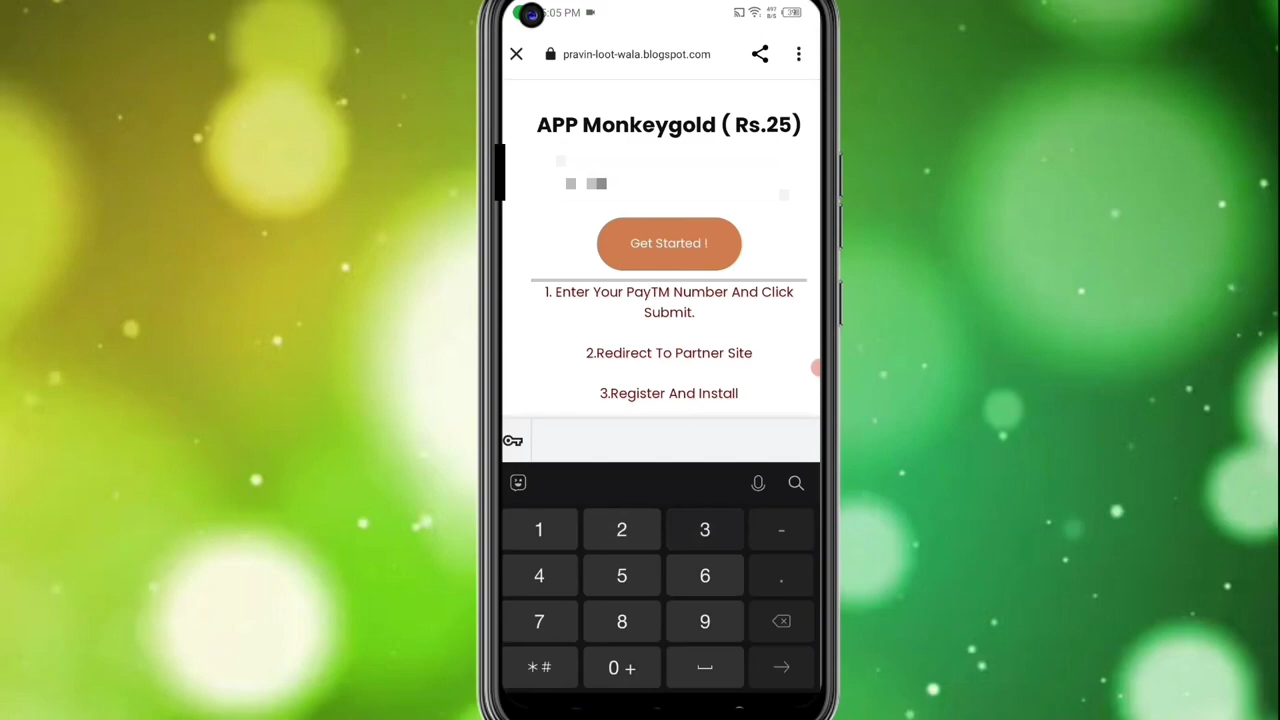 5:05 PM
497
B/S
39
pravin-loot-wala.blogspot.com
APP Monkeygold ( Rs.25)
Get Started !
1. Enter Your PayTM Number And Click
Submit.
2.Redirect To Partner Site
3.Register And Install
1 2 3 -
4 5 6 .
7 8 9
*# 0 +